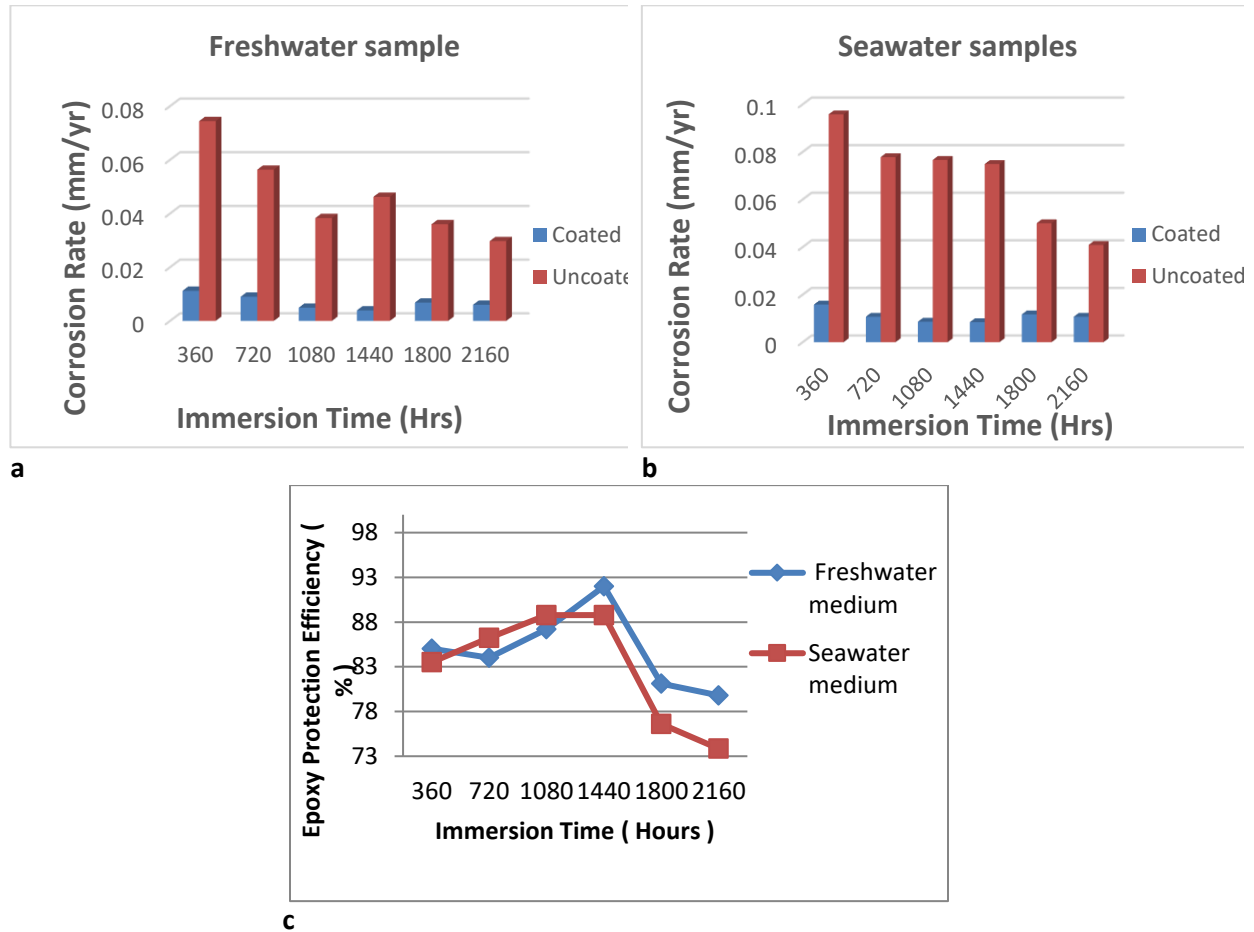 Freshwater sample
Corrosion Rate (mm/yr)
0.08
0.06
0.04
0.02
0
360 720 1080 1440 1800 2160
Immersion Time (Hrs)
Coated
Uncoate
a
Seawater samples
Corrosion Rate (mm/yr)
0.1
0.08
0.06
0.04
0.02
0
360 720 1080 1440 1800 2160
Immersion Time (Hrs)
Coated
Uncoated
b
Epoxy Protection Efficiency (
% )
98
93
88
83
78
73
360 720 1080 1440 1800 2160
Immersion Time ( Hours )
Freshwater
medium
Seawater
medium
c